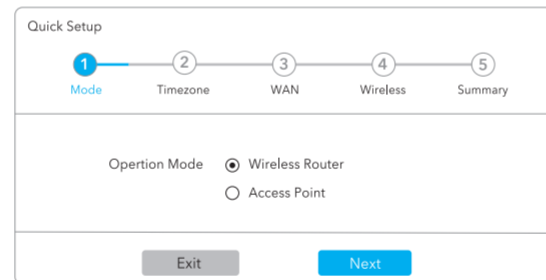 Quick Setup
1 2 3 4 5
Mode Timezone WAN Wireless Summary
Opertion Mode Wireless Router
Access Point
Exit Next